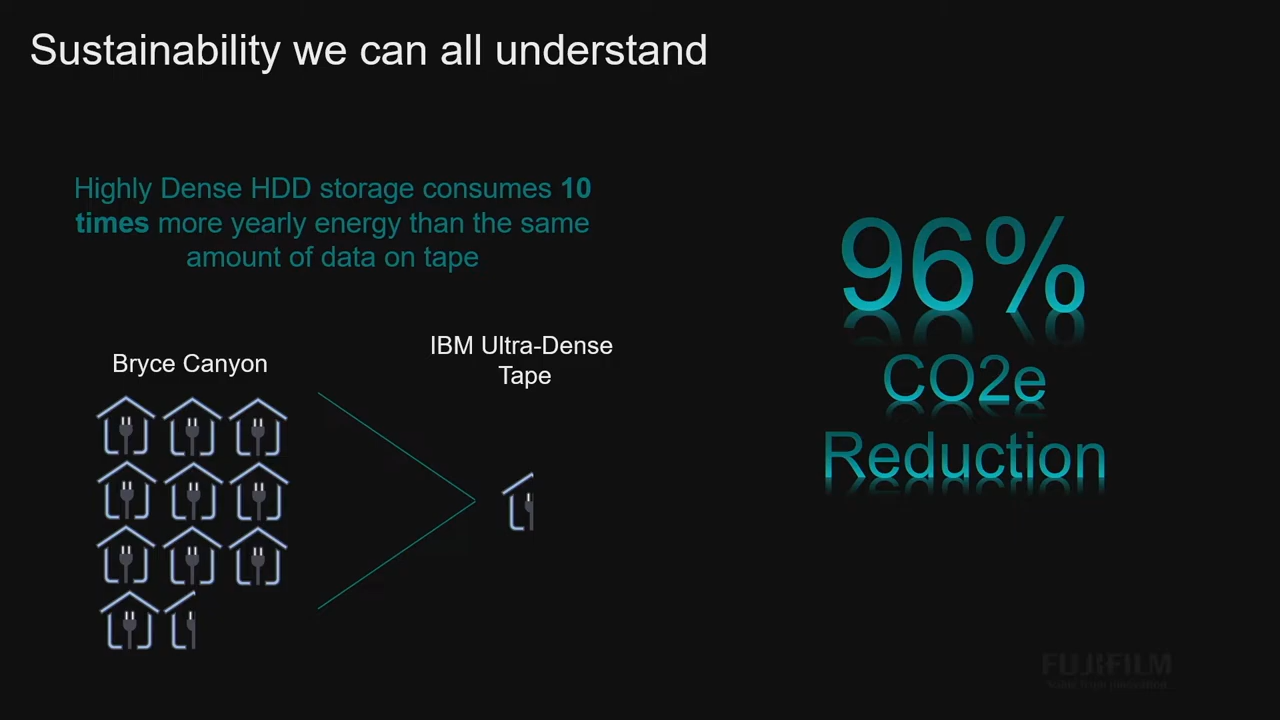 Sustainability we can all understand
Highly Dense HDD storage consumes 10
times more yearly energy than the same
amount of data on tape
Bryce Canyon
IBM Ultra-Dense
Tape
96%
CO2e
Reduction
FUJIFILM